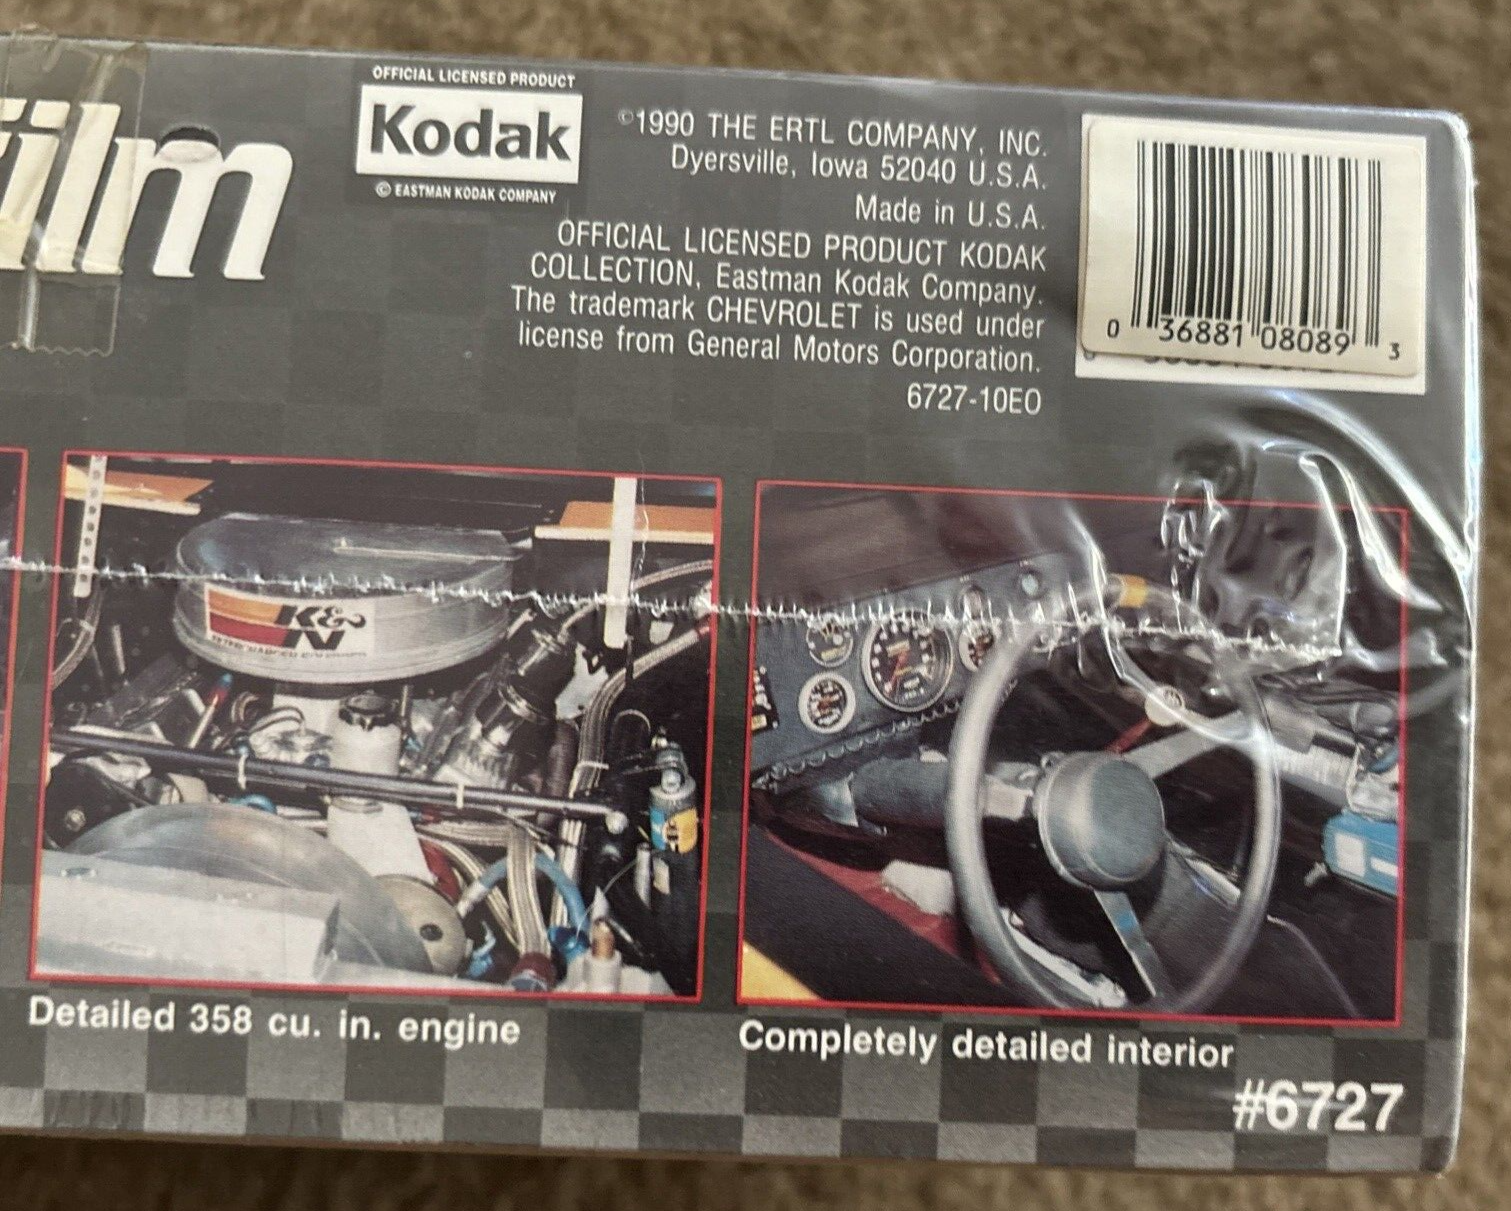 film
OFFICIAL LICENSED PRODUCT
Kodak
© EASTMAN KODAK COMPANY
©1990 THE ERTL COMPANY, INC.
Dyersville, Iowa 52040 U.S.A.
Made in U.S.A.
OFFICIAL LICENSED PRODUCT KODAK
COLLECTION, Eastman Kodak Company.
The trademark CHEVROLET is used under
license from General Motors Corporation.
6727-10EO
0 36881 08089 3
K&N
Detailed 358 cu. in. engine
Completely detailed interior
#6727